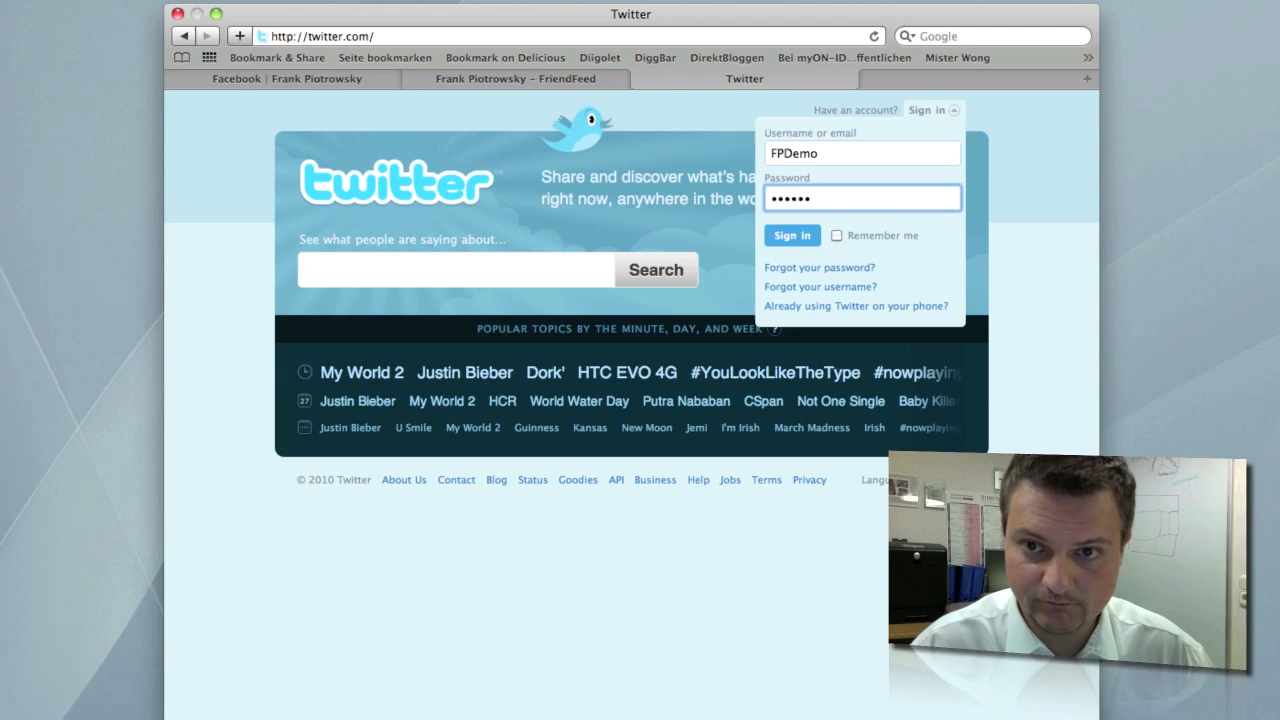 Twitter
http://twitter.com/
Google
Bookmark & Share Seite bookmarken Bookmark on Delicious Diigolet DiggBar DirektBloggen Bei myON-ID...ffentlichen Mister Wong
Facebook | Frank Piotrowsky Frank Piotrowsky – FriendFeed Twitter
Have an account? Sign in
Username or email
FPDemo
Password
twitter
Share and discover what's ha
right now, anywhere in the wo
See what people are saying about...
Search
Sign in Remember me
Forgot your password?
Forgot your username?
Already using Twitter on your phone?
POPULAR TOPICS BY THE MINUTE, DAY, AND WEEK ?
My World 2 Justin Bieber Dork' HTC EVO 4G #YouLookLikeTheType #nowplaying
27 Justin Bieber My World 2 HCR World Water Day Putra Nababan CSpan Not One Single Baby Killer
Justin Bieber U Smile My World 2 Guinness Kansas New Moon Jemi I'm Irish March Madness Irish #nowplaying
© 2010 Twitter About Us Contact Blog Status Goodies API Business Help Jobs Terms Privacy Langu